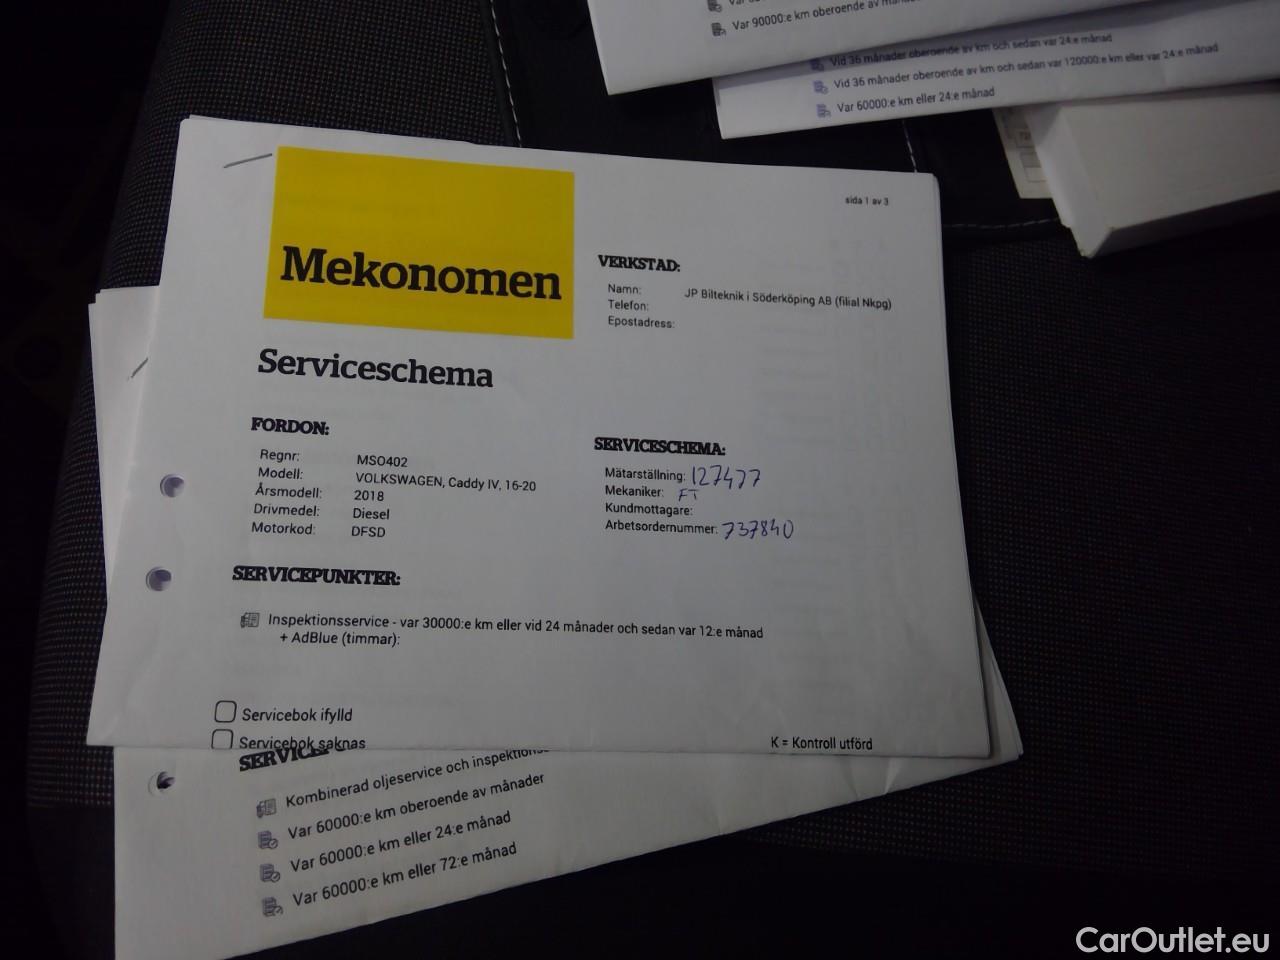 Var 90000:e km oberoende av
Vid 36 månader oberoende av km och sedan var 24:e månad
Vid 36 månader oberoende av km och sedan var 120000:e km eller var 24:e månad
Var 60000:e km eller 24:e månad
sida 1 av 3
Mekonomen
VERKSTAD:
Namn: JP Bilteknik i Söderköping AB (filial Nkpg)
Telefon:
Epostadress:
Serviceschema
FORDON:
Regnr: MSO402
Modell: VOLKSWAGEN, Caddy IV, 16-20
Årsmodell: 2018
Drivmedel: Diesel
Motorkod: DFSD
SERVICESCHEMA:
Mätarställning: 127477
Mekaniker: FT
Kundmottagare:
Arbetsordernummer: 737840
SERVICEPUNKTER:
Inspektionsservice - var 30000:e km eller vid 24 månader och sedan var 12:e månad
+ AdBlue (timmar):
Servicebok ifylld
Servicebok saknas
K = Kontroll utförd
Kombinerad oljeservice och
Var 60000:e km oberoende av månader
Var 60000:e km eller 24:e månad
Var 60000:e km eller 72:e månad
CarOutlet.eu